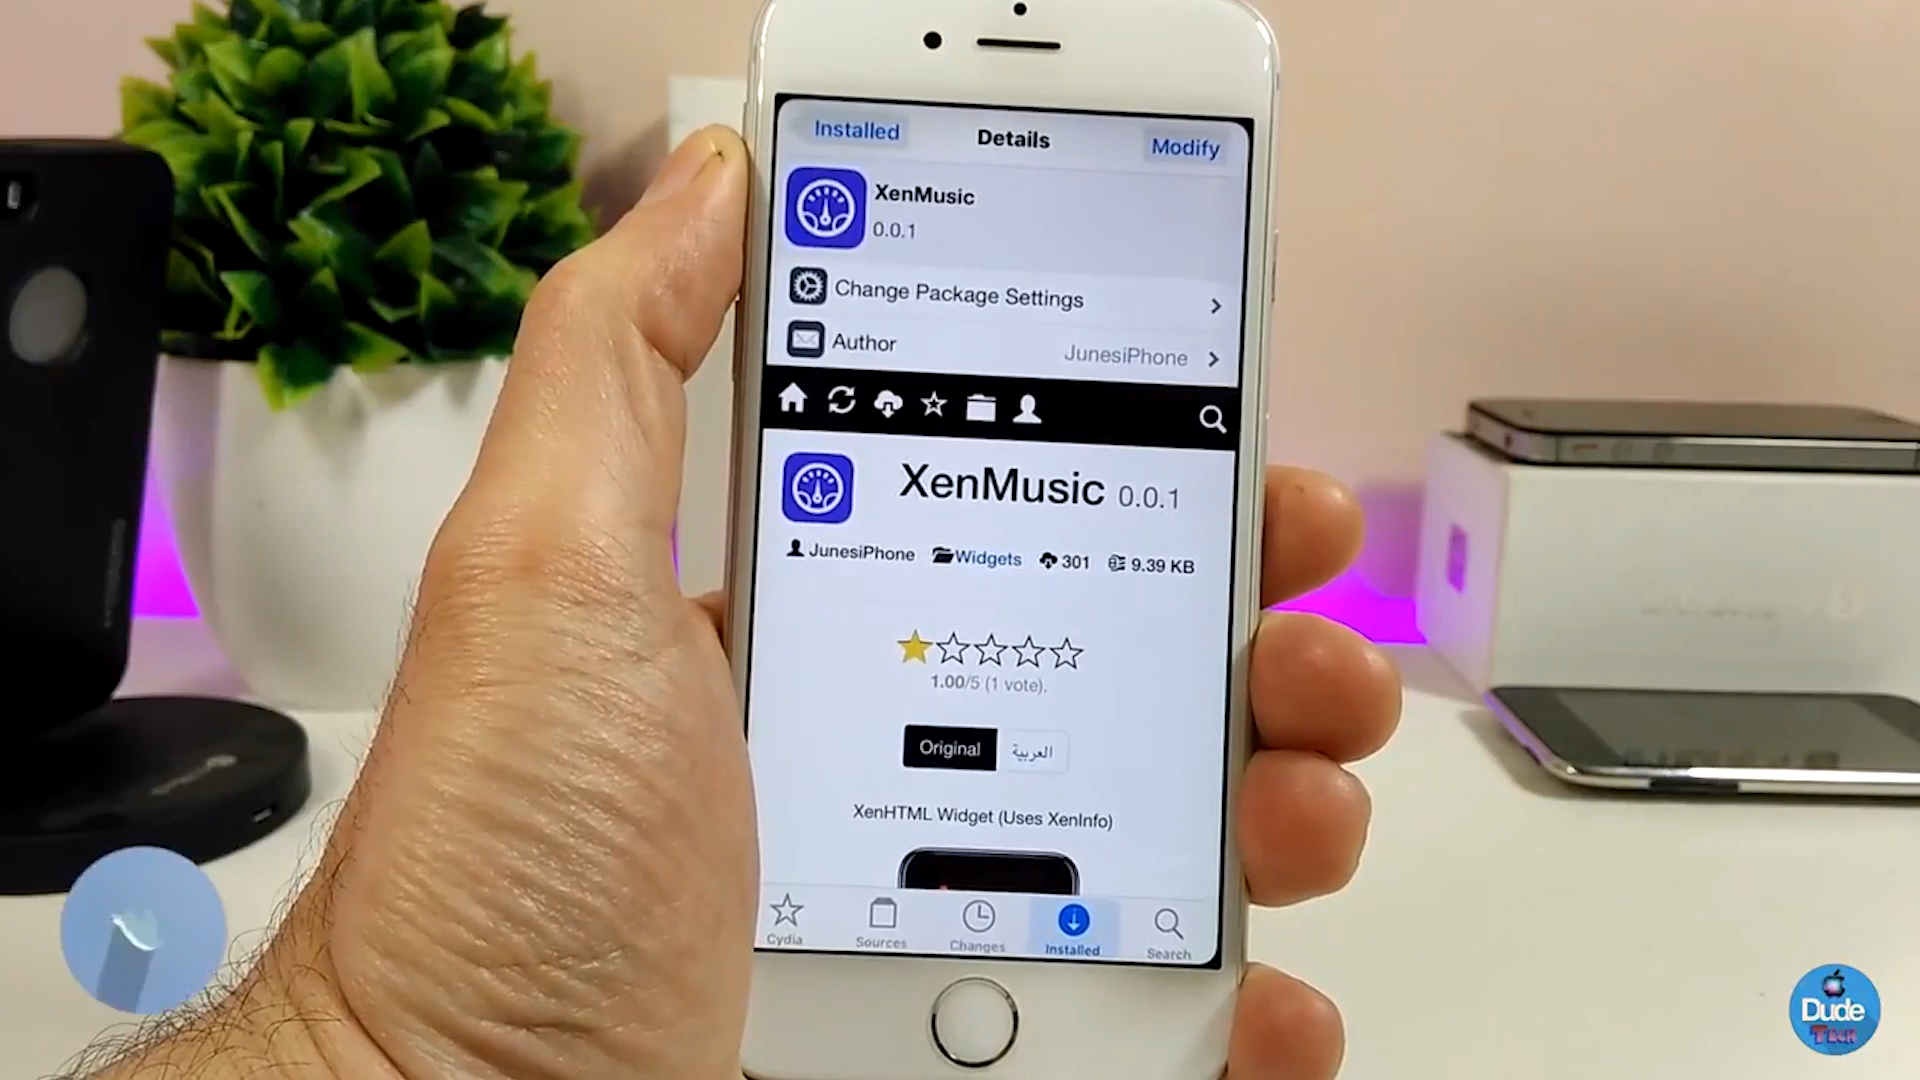 Installed
Details
Modify
XenMusic
0.0.1
Change Package Settings
Author
JunesiPhone
XenMusic 0.0.1
JunesiPhone Widgets 301 9.39 KB
1.00/5 (1 vote).
Original العربية
XenHTML Widget (Uses XenInfo)
Cydia Sources Changes Installed Search
Dude
Tech